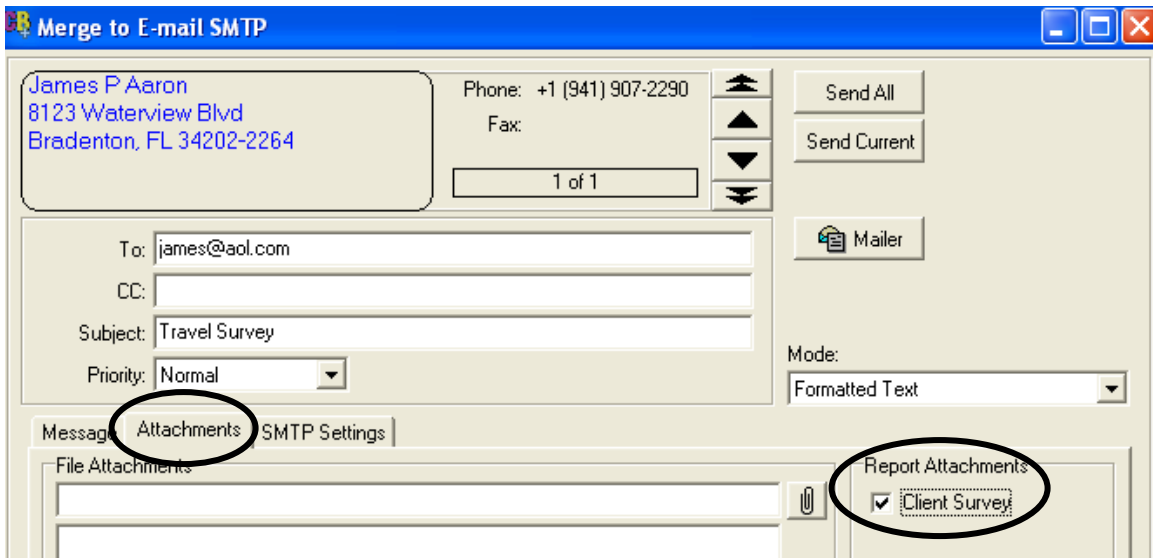 CB Merge to E-mail SMTP
James P Aaron
8123 Waterview Blvd
Bradenton, FL 34202-2264
Phone: +1 (941) 907-2290
Fax:
1 of 1
Send All
Send Current
Mailer
To: james@aol.com
CC:
Subject: Travel Survey
Priority: Normal
Mode:
Formatted Text
Message Attachments SMTP Settings
File Attachments
Report Attachments
Client Survey